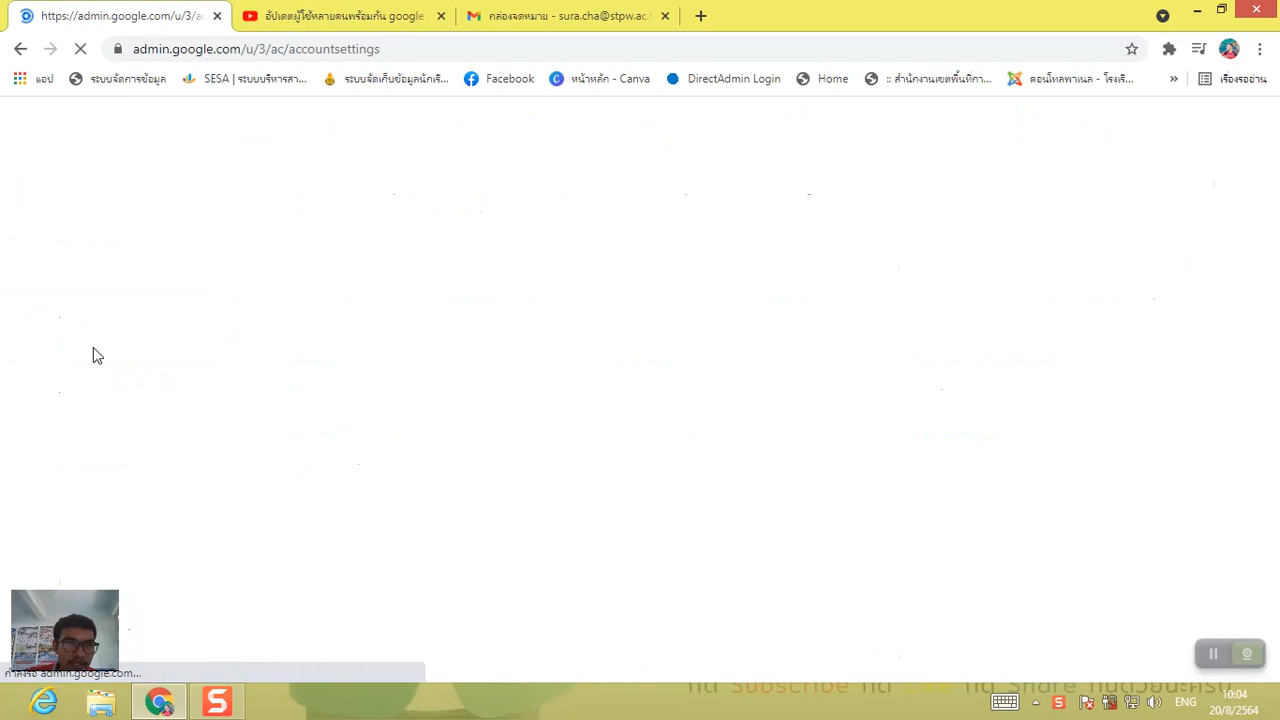 https://admin.google.com/u/3/a
อัปเดตผู้ใช้หลายคนพร้อมกัน google
กล่องจดหมาย - sura.cha@stpw.ac.t
admin.google.com/u/3/ac/accountsettings
แอป
ระบบจัดการข้อมูล
SESA | ระบบบริหารสา...
ระบบจัดเก็บข้อมูลนักเรี...
Facebook
หน้าหลัก - Canva
DirectAdmin Login
Home
:: สำนักงานเขตพื้นที่กา...
คอนโทลพาเนล - โรงเรี...
»
เรื่องรออ่าน
กำลังรอ admin.google.com...
กด Subscribe กด
กด Share
ENG
10:04
20/8/2564